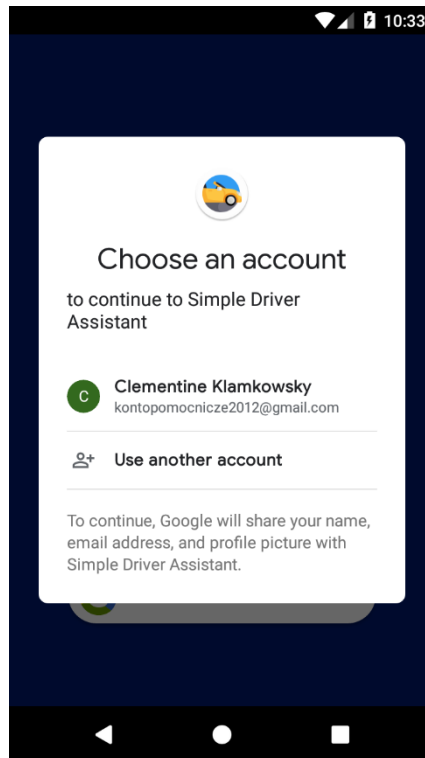 10:33
Choose an account
to continue to Simple Driver
Assistant
C
Clementine Klamkowsky
kontopomocnicze2012@gmail.com
Use another account
To continue, Google will share your name,
email address, and profile picture with
Simple Driver Assistant.